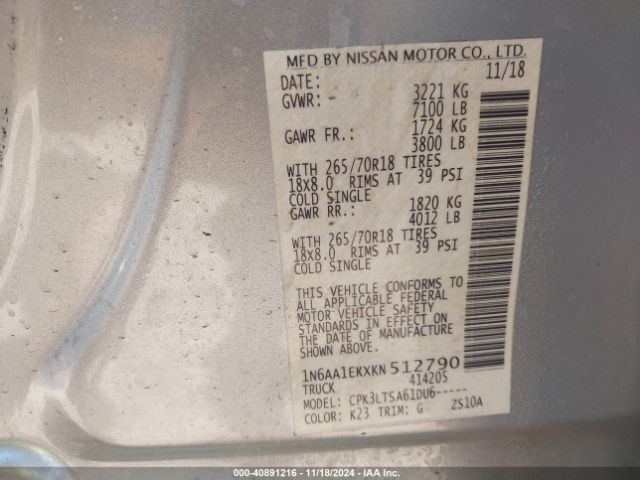 MFD BY NISSAN MOTOR CO., LTD.
DATE: 11/18
GVWR: 3221 KG
7100 LB
GAWR FR.: 1724 KG
3800 LB
WITH 265/70R18 TIRES
18X8.0 RIMS AT 39 PSI
COLD SINGLE
GAWR RR.: 1820 KG
4012 LB
WITH 265/70R18 TIRES
18X8.0 RIMS AT 39 PSI
COLD SINGLE
THIS VEHICLE CONFORMS TO
ALL APPLICABLE FEDERAL
MOTOR VEHICLE SAFETY
STANDARDS IN EFFECT ON
THE DATE OF MANUFACTURE
SHOWN ABOVE.
1N6AA1EKXKN512790
TRUCK 414205
MODEL: CPK3LTSA61DU6-----
COLOR: K23 TRIM: G ZS10A
000-40891216 - 11/18/2024 - IAA Inc.